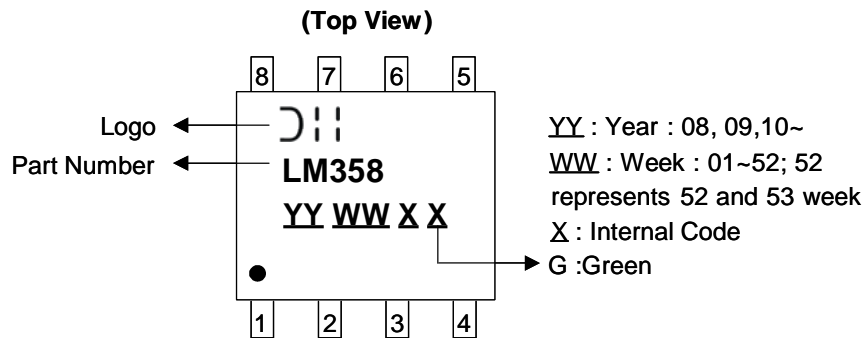 (Top View)
8 7 6 5
Logo
Part Number
LM358
YY WW X X
YY : Year : 08, 09,10~
WW : Week : 01~52; 52
represents 52 and 53 week
X : Internal Code
G :Green
1 2 3 4